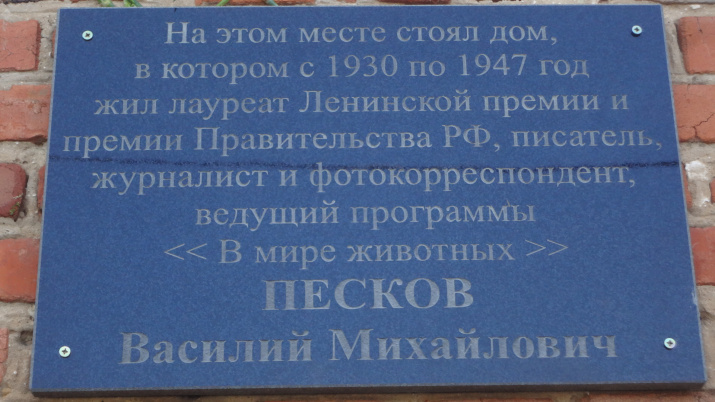 На этом месте стоял дом,
в котором с 1930 по 1947 год
жил лауреат Ленинской премии и
премии Правительства РФ, писатель,
журналист и фотокорреспондент,
ведущий программы
<< В мире животных >>
ПЕСКОВ
Василий Михайлович